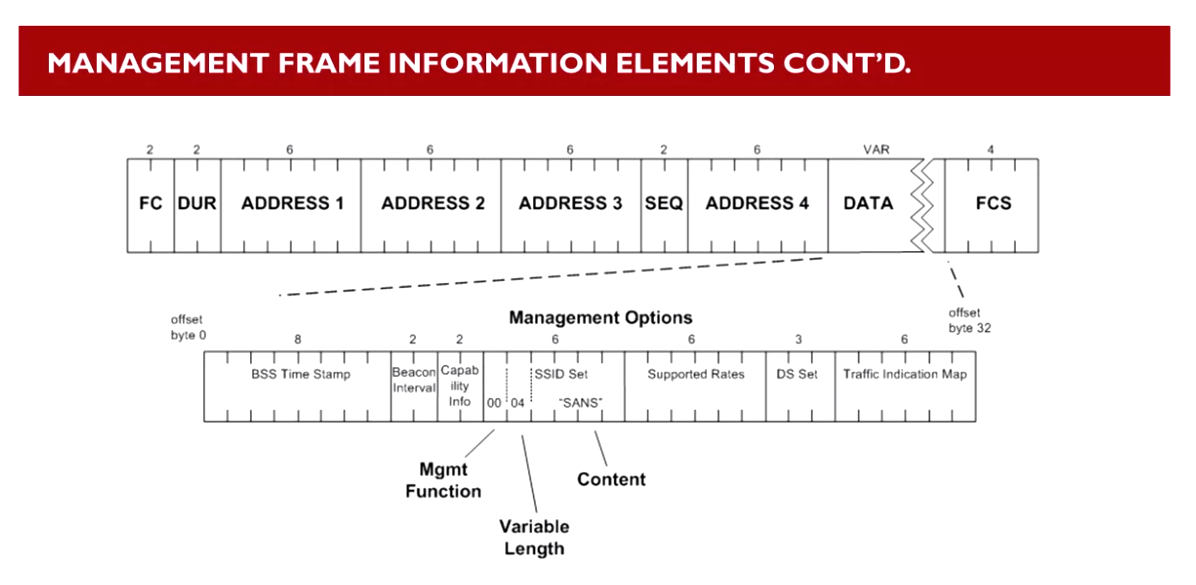 MANAGEMENT FRAME INFORMATION ELEMENTS CONT'D.
2 2 6 6 6 2 6 VAR 4
FC DUR ADDRESS 1 ADDRESS 2 ADDRESS 3 SEQ ADDRESS 4 DATA FCS
offset
byte 0
Management Options
offset
byte 32
8 2 2 6 6 3 6
BSS Time Stamp
Beacon
Interval
Capab
ility
Info
SSID Set
00 04 "SANS"
Supported Rates
DS Set
Traffic Indication Map
Mgmt
Function
Variable
Length
Content